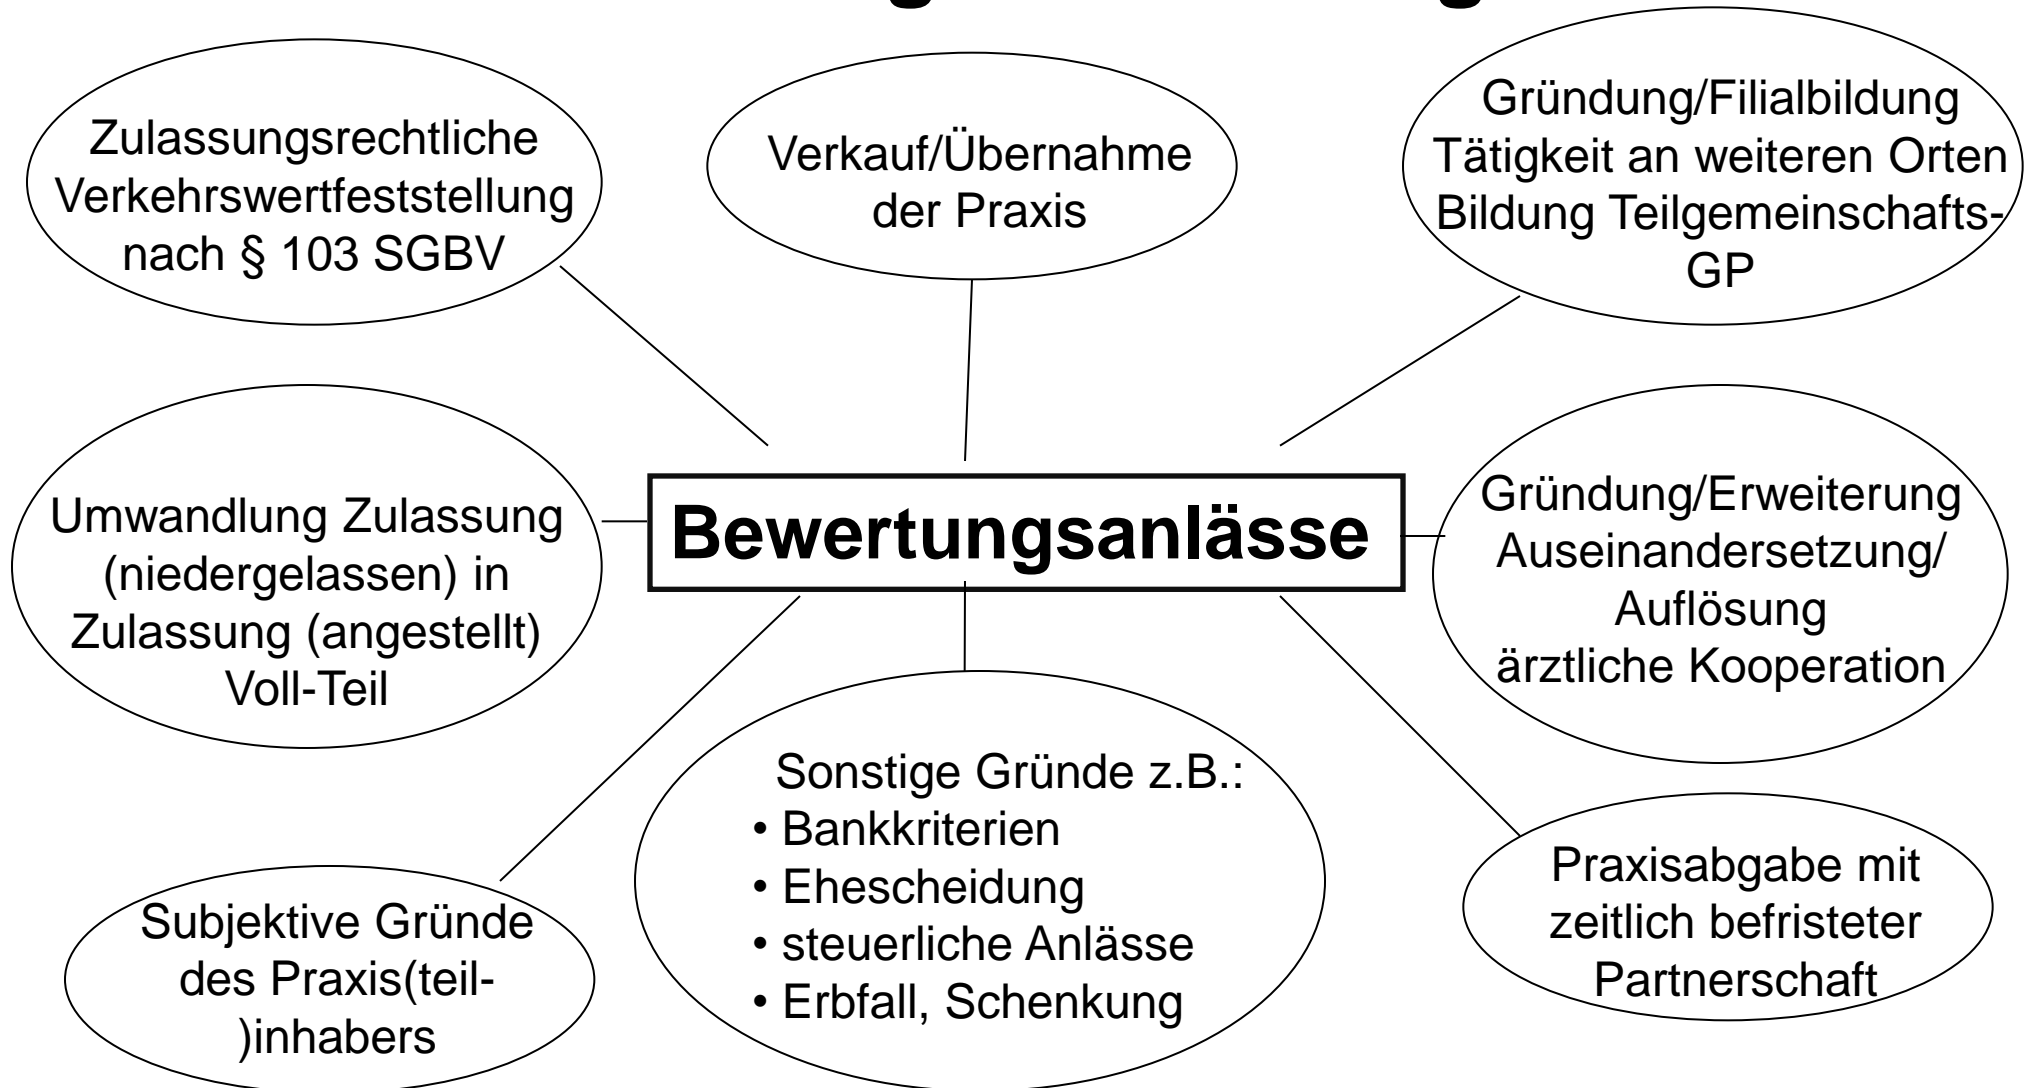 Zulassungsrechtliche
Verkehrswertfeststellung
nach § 103 SGBV
Verkauf/Übernahme
der Praxis
Gründung/Filialbildung
Tätigkeit an weiteren Orten
Bildung Teilgemeinschafts-
GP
Umwandlung Zulassung
(niedergelassen) in
Zulassung (angestellt)
Voll-Teil
Bewertungsanlässe
Gründung/Erweiterung
Auseinandersetzung/
Auflösung
ärztliche Kooperation
Subjektive Gründe
des Praxis(teil-
)inhabers
Sonstige Gründe z.B.:
• Bankkriterien
• Ehescheidung
• steuerliche Anlässe
• Erbfall, Schenkung
Praxisabgabe mit
zeitlich befristeter
Partnerschaft